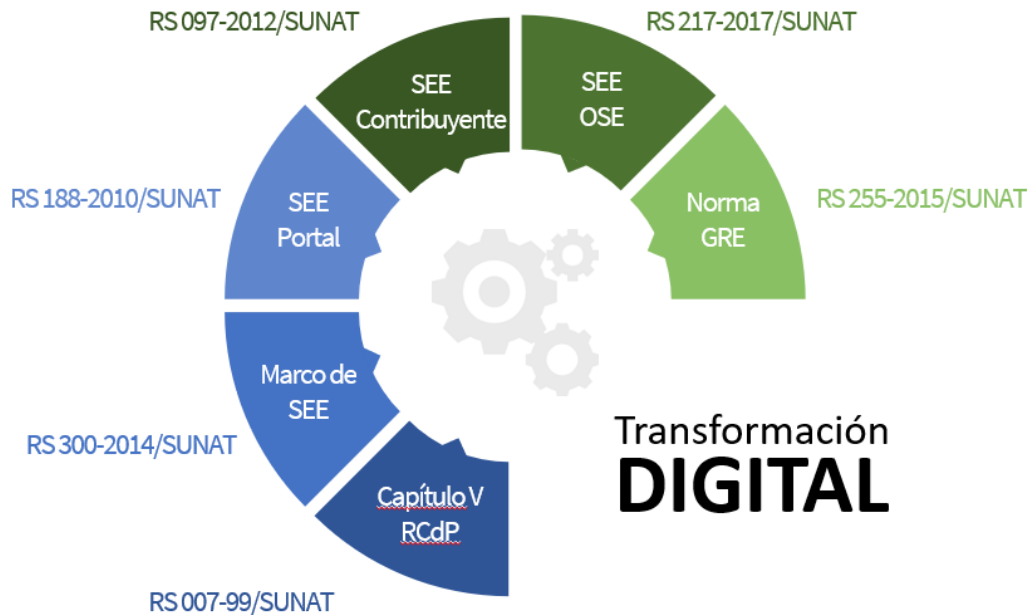 RS 097-2012/SUNAT
RS 217-2017/SUNAT
SEE
Contribuyente
SEE
OSE
RS 188-2010/SUNAT
SEE
Portal
Norma
GRE
RS 255-2015/SUNAT
Marco de
SEE
RS 300-2014/SUNAT
Transformación
DIGITAL
Capítulo V
RCdP
RS 007-99/SUNAT